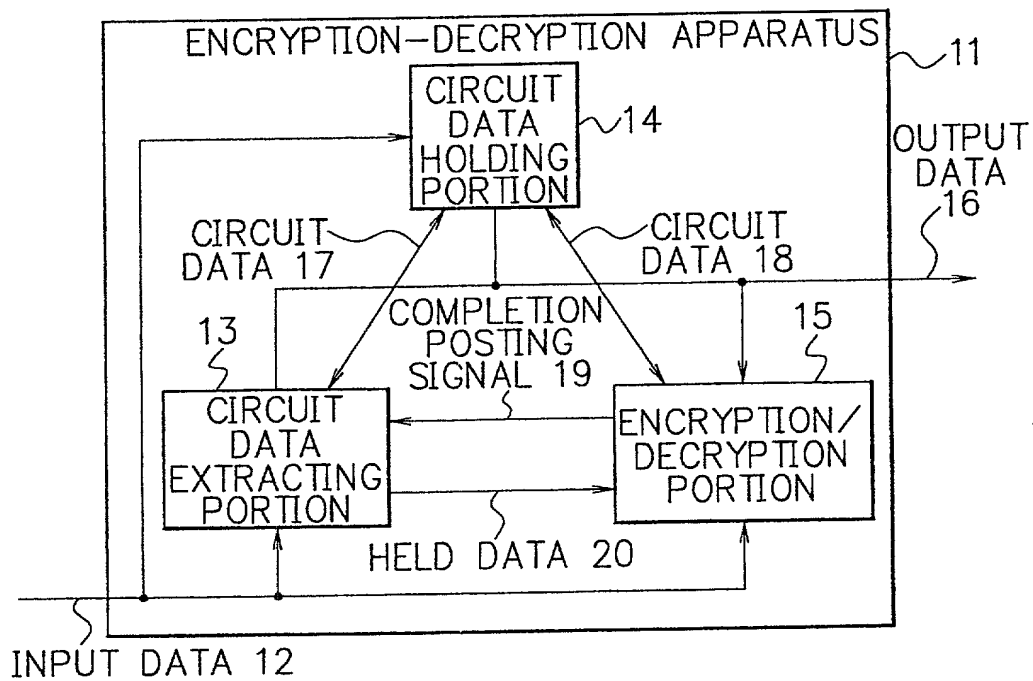 ENCRYPTION-DECRYPTION APPARATUS
11
CIRCUIT
DATA
HOLDING
PORTION
14
OUTPUT
DATA
16
CIRCUIT
DATA 17
CIRCUIT
DATA 18
COMPLETION
POSTING
SIGNAL 19
13
15
CIRCUIT
DATA
EXTRACTING
PORTION
ENCRYPTION/
DECRYPTION
PORTION
HELD DATA 20
INPUT DATA 12